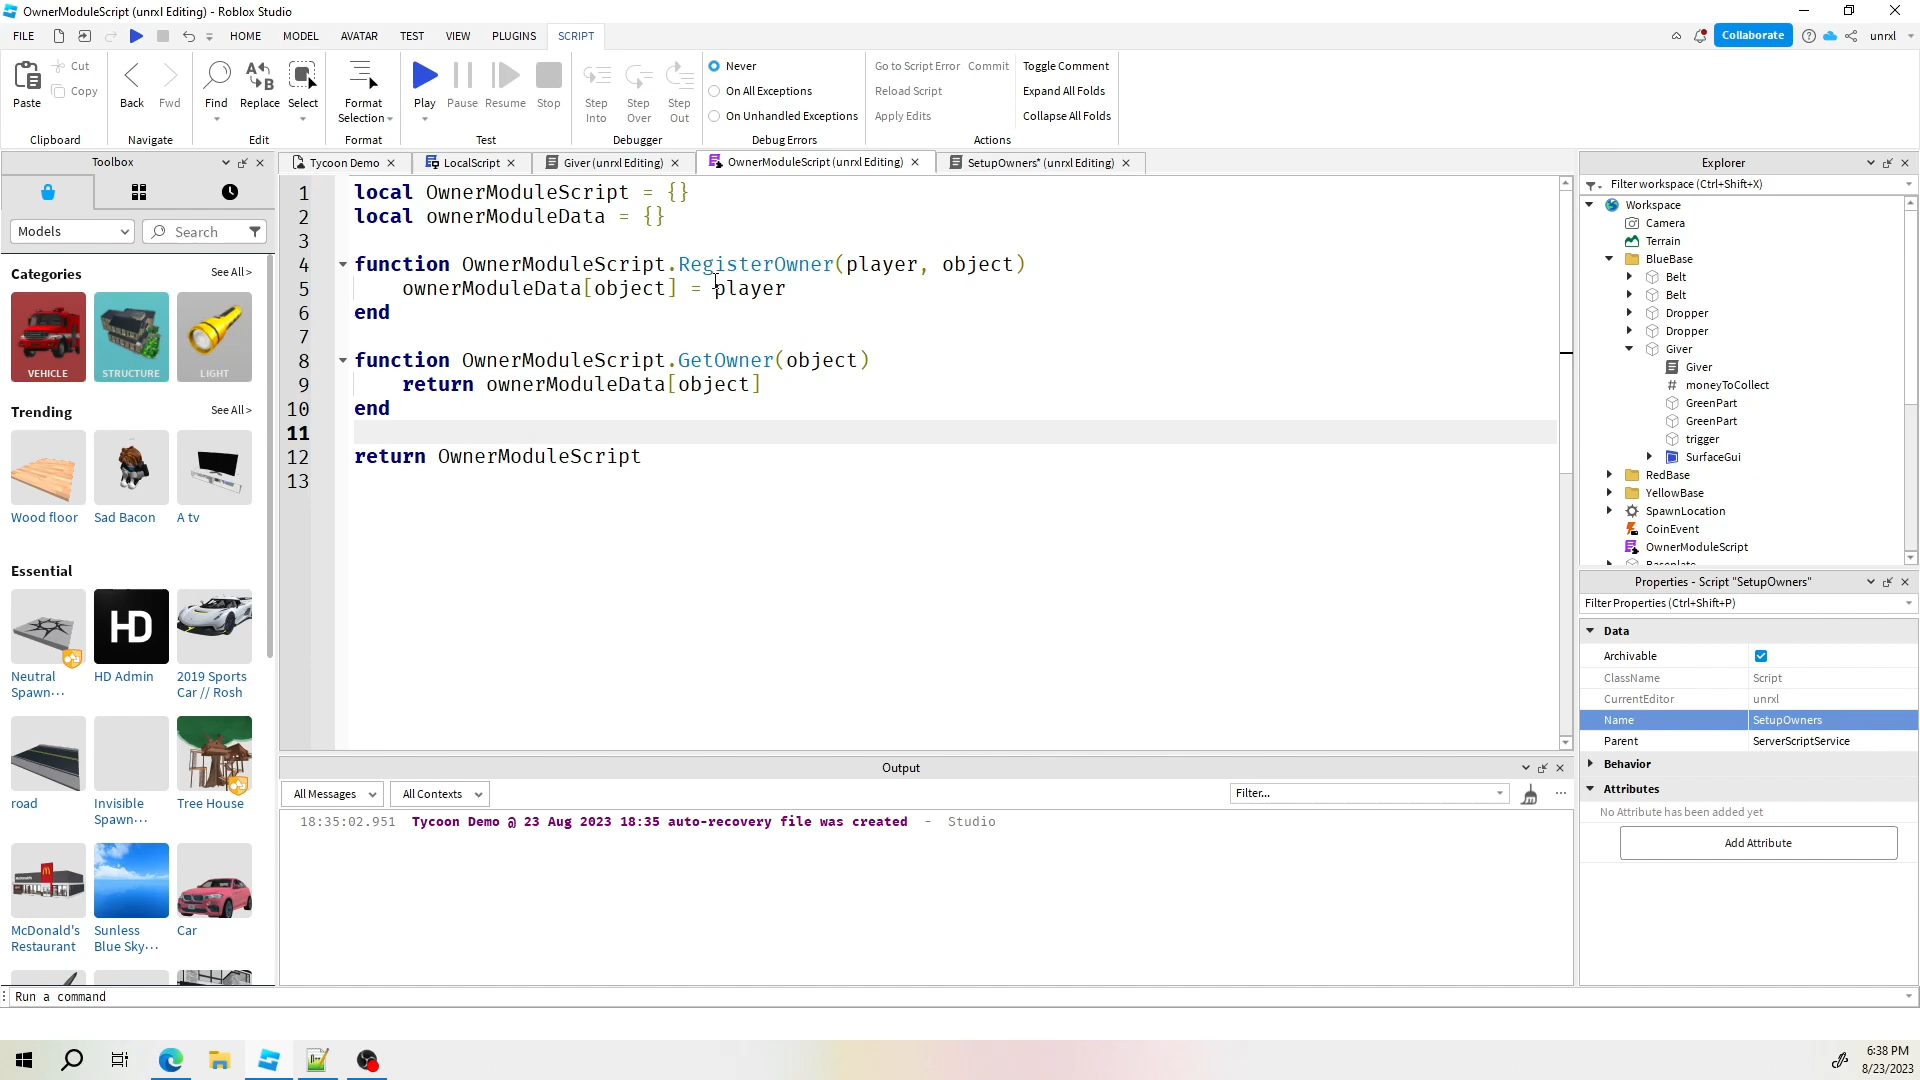 OwnerModuleScript (unrxl Editing) - Roblox Studio
FILE HOME MODEL AVATAR TEST VIEW PLUGINS SCRIPT Collaborate unrxl
Paste Cut Copy Back Fwd Find Replace Select Format Selection Play Pause Resume Stop Step Into Step Over Step Out
Never
On All Exceptions
On Unhandled Exceptions
Go to Script Error Commit Toggle Comment
Reload Script Expand All Folds
Apply Edits Collapse All Folds
Clipboard Navigate Edit Format Test Debugger Debug Errors Actions
Toolbox
Models Search
Categories See All >
VEHICLE STRUCTURE LIGHT
Trending See All >
Wood floor Sad Bacon A tv
Essential
HD
Neutral Spawn··· HD Admin 2019 Sports Car // Rosh
road Invisible Spawn··· Tree House
McDonald's Restaurant Sunless Blue Sky··· Car
Tycoon Demo LocalScript Giver (unrxl Editing) OwnerModuleScript (unrxl Editing) SetupOwners* (unrxl Editing)
1 local OwnerModuleScript = {}
2 local ownerModuleData = {}
3
4 function OwnerModuleScript.RegisterOwner(player, object)
5 ownerModuleData[object] = player
6 end
7
8 function OwnerModuleScript.GetOwner(object)
9 return ownerModuleData[object]
10 end
11
12 return OwnerModuleScript
13
Output
All Messages All Contexts Filter...
18:35:02.951 Tycoon Demo @ 23 Aug 2023 18:35 auto-recovery file was created - Studio
Explorer
Filter workspace (Ctrl+Shift+X)
Workspace
Camera
Terrain
BlueBase
Belt
Belt
Dropper
Dropper
Giver
Giver
# moneyToCollect
GreenPart
GreenPart
trigger
SurfaceGui
RedBase
YellowBase
SpawnLocation
CoinEvent
OwnerModuleScript
Baseplate
Properties - Script "SetupOwners"
Filter Properties (Ctrl+Shift+P)
Data
Archivable
ClassName Script
CurrentEditor unrxl
Name SetupOwners
Parent ServerScriptService
Behavior
Attributes
No Attribute has been added yet
Add Attribute
Run a command
6:38 PM
8/23/2023